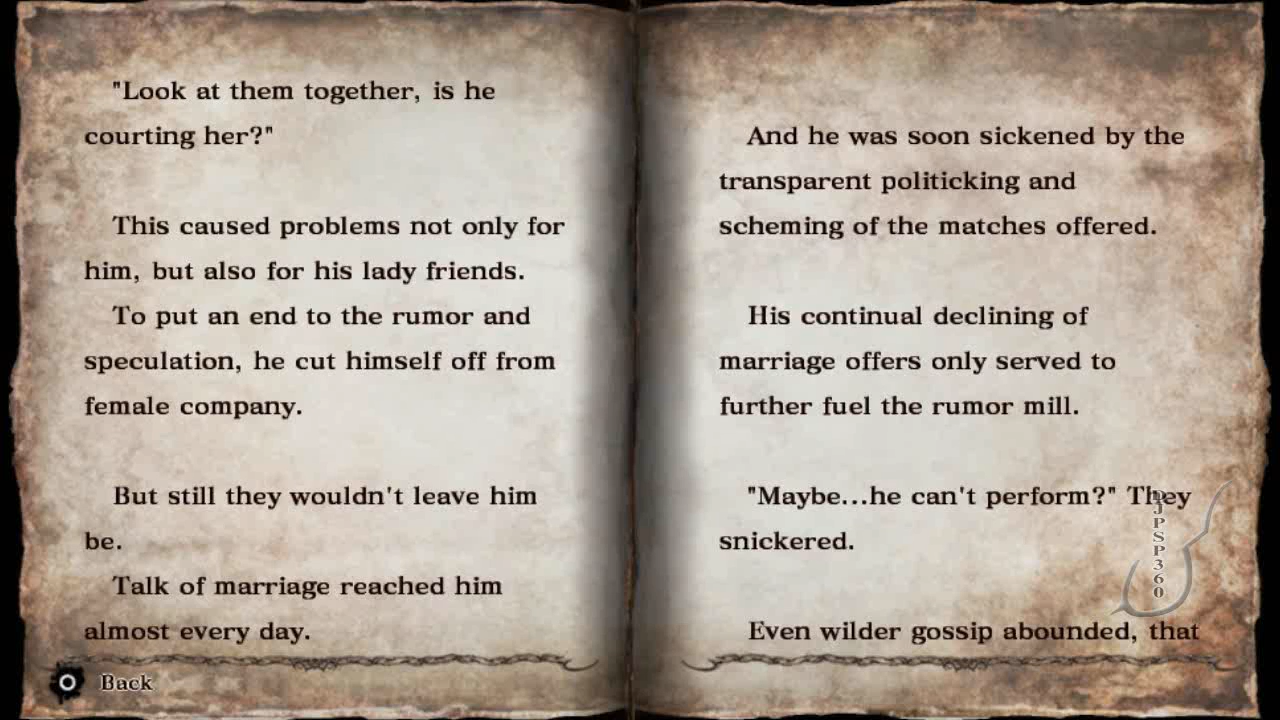 "Look at them together, is he
courting her?"
This caused problems not only for
him, but also for his lady friends.
To put an end to the rumor and
speculation, he cut himself off from
female company.
But still they wouldn't leave him
be.
Talk of marriage reached him
almost every day.
And he was soon sickened by the
transparent politicking and
scheming of the matches offered.
His continual declining of
marriage offers only served to
further fuel the rumor mill.
"Maybe...he can't perform?" They
snickered.
Even wilder gossip abounded, that
DJPSP360
Back